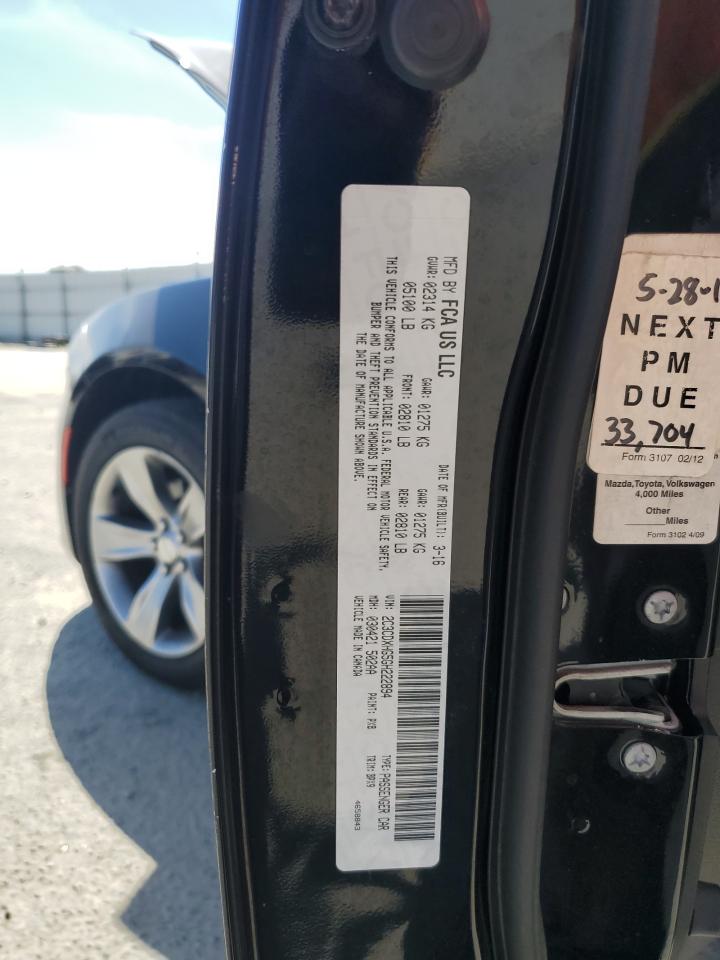 MFD BY FCA US LLC
DATE OF MFR(BUILT): 3-16
GVWR: 02314 KG
GAWR: 01275 KG
GAWR: 01275 KG
05100 LB
FRONT: 02810 LB
REAR: 02810 LB
THIS VEHICLE CONFORMS TO ALL APPLICABLE U.S.A. FEDERAL MOTOR VEHICLE SAFETY,
BUMPER AND THEFT PREVENTION STANDARDS IN EFFECT ON
THE DATE OF MANUFACTURE SHOWN ABOVE.
VIN: 2C3CDXHG5GH222894
TYPE: PASSENGER CAR
MDH: 030421 502AA
PAINT: PXB
TRIM: BPX9
VEHICLE MADE IN CANADA
4658843
5-28-1
NEXT
PM
DUE
33,704
Form 3107 02/12
Mazda,Toyota,Volkswagen
4,000 Miles
Other
Miles
Form 3102 4/09